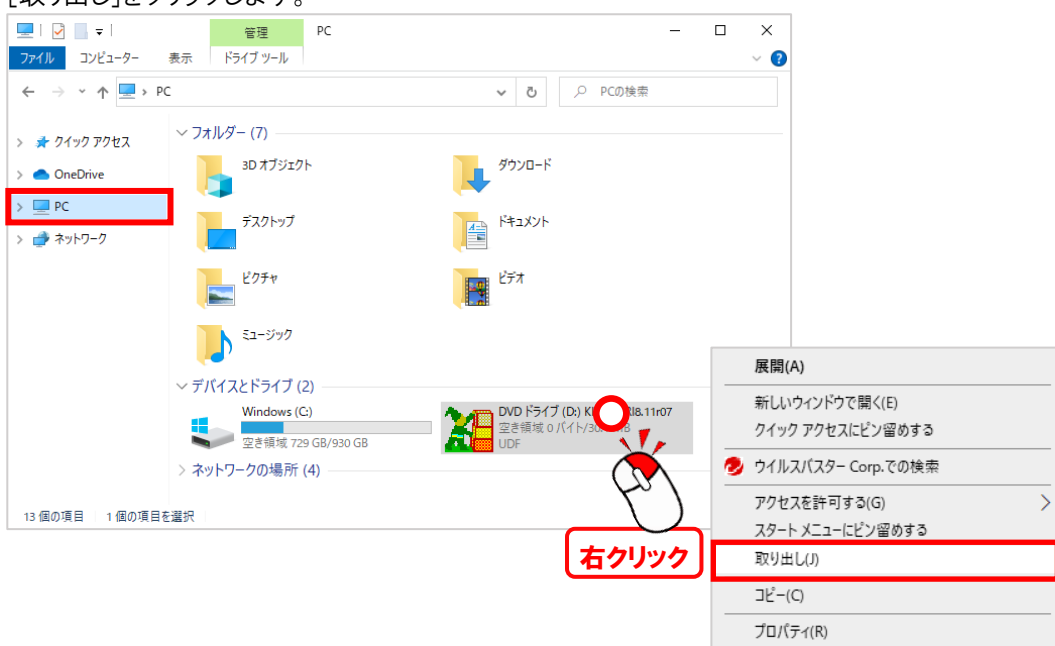 [取り出し]をクリックします。
管理 PC
ファイル コンピューター 表示 ドライブ ツール
PC PCの検索
クイック アクセス
OneDrive
PC
ネットワーク
フォルダー (7)
3D オブジェクト
ダウンロード
デスクトップ
ドキュメント
ピクチャ
ビデオ
ミュージック
デバイスとドライブ (2)
Windows (C:)
空き領域 729 GB/930 GB
DVD ドライブ (D:)
空き領域 0 バイト
UDF
ネットワークの場所 (4)
13 個の項目 1 個の項目を選択
右クリック
展開(A)
新しいウィンドウで開く(E)
クイック アクセスにピン留めする
ウイルスバスター Corp.での検索
アクセスを許可する(G)
スタート メニューにピン留めする
取り出し(J)
コピー(C)
プロパティ(R)